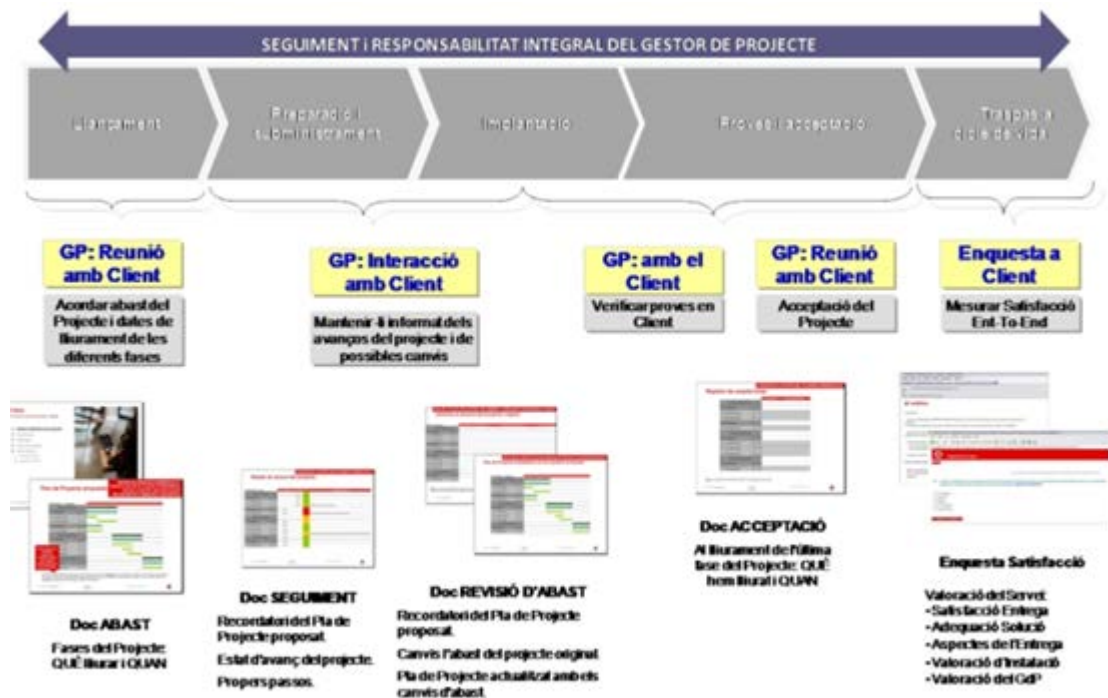 SEGUIMENT i RESPONSABILITAT INTEGRAL DEL GESTOR DE PROJECTE
Llançament
Preparació i
subministrament
Implantació
Proves i acceptació
Traspas a
cicle de vida
GP: Reunió
amb Client
Acordar abast del
Projecte i dates de
lliurament de les
diferents fases
GP: Interacció
amb Client
Mantenir-li informat dels
avanços del projecte i de
possibles canvis
GP: amb el
Client
Verificar proves en
Client
GP: Reunió
amb Client
Acceptació del
Projecte
Enquesta a
Client
Mesurar Satisfacció
Ent-To-End
Doc ABAST
Fases del Projecte:
QUÈ lliurar i QUAN
Doc SEGUIMENT
Recordatori del Pla de
Projecte proposat.
Estat d'avanç del projecte.
Propers passos.
Doc REVISIÓ D'ABAST
Recordatori del Pla de Projecte
proposat.
Canvis l'abast del projecte original.
Pla de Projecte actualitzat amb els
canvis d'abast.
Doc ACCEPTACIÓ
Al lliurament de l'última
fase del Projecte: QUÈ
hem lliurat i QUAN
Enquesta Satisfacció
Valoració del Servei:
- Satisfacció Entrega
- Adequació Solució
- Aspectes de l'Entrega
- Valoració d'Instalació
- Valoració del GdP